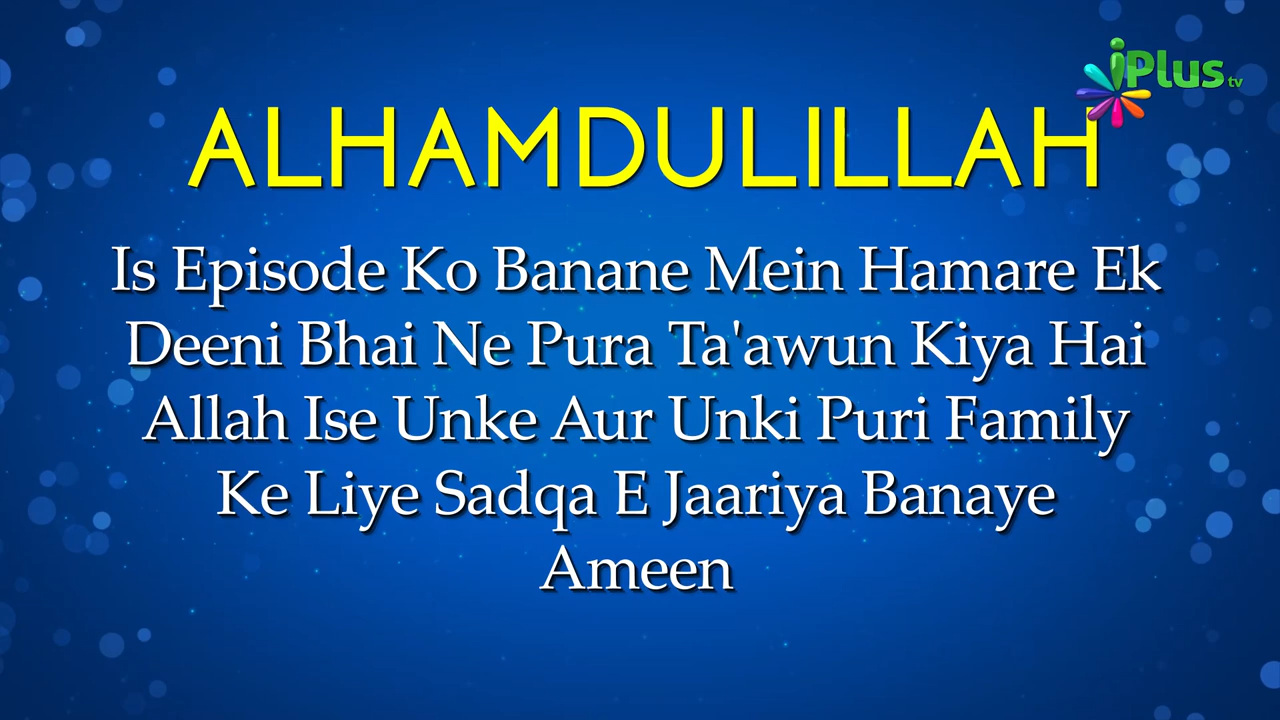 iPlus tv
ALHAMDULILLAH
Is Episode Ko Banane Mein Hamare Ek
Deeni Bhai Ne Pura Ta'awun Kiya Hai
Allah Ise Unke Aur Unki Puri Family
Ke Liye Sadqa E Jaariya Banaye
Ameen